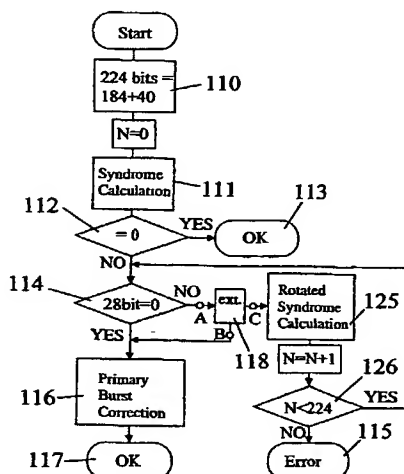 Start
224 bits =
184+40
110
N=0
Syndrome
Calculation
111
112
113
= 0
YES
OK
NO
114
28bit=0
NO
A
ext.
C
B
118
Rotated
Syndrome
Calculation
125
YES
N=N+1
126
N<224
YES
NO
116
Primary
Burst
Correction
117
OK
Error
115